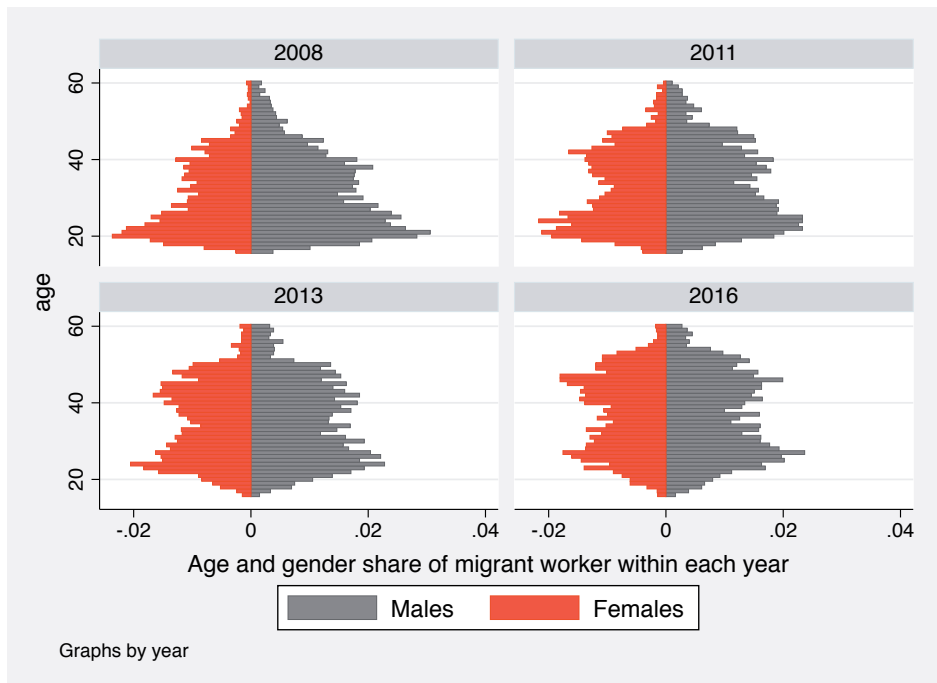 2008
2011
60
40
20
2013
2016
60
40
20
age
-.02 0 .02 .04
-.02 0 .02 .04
Age and gender share of migrant worker within each year
Males
Females
Graphs by year